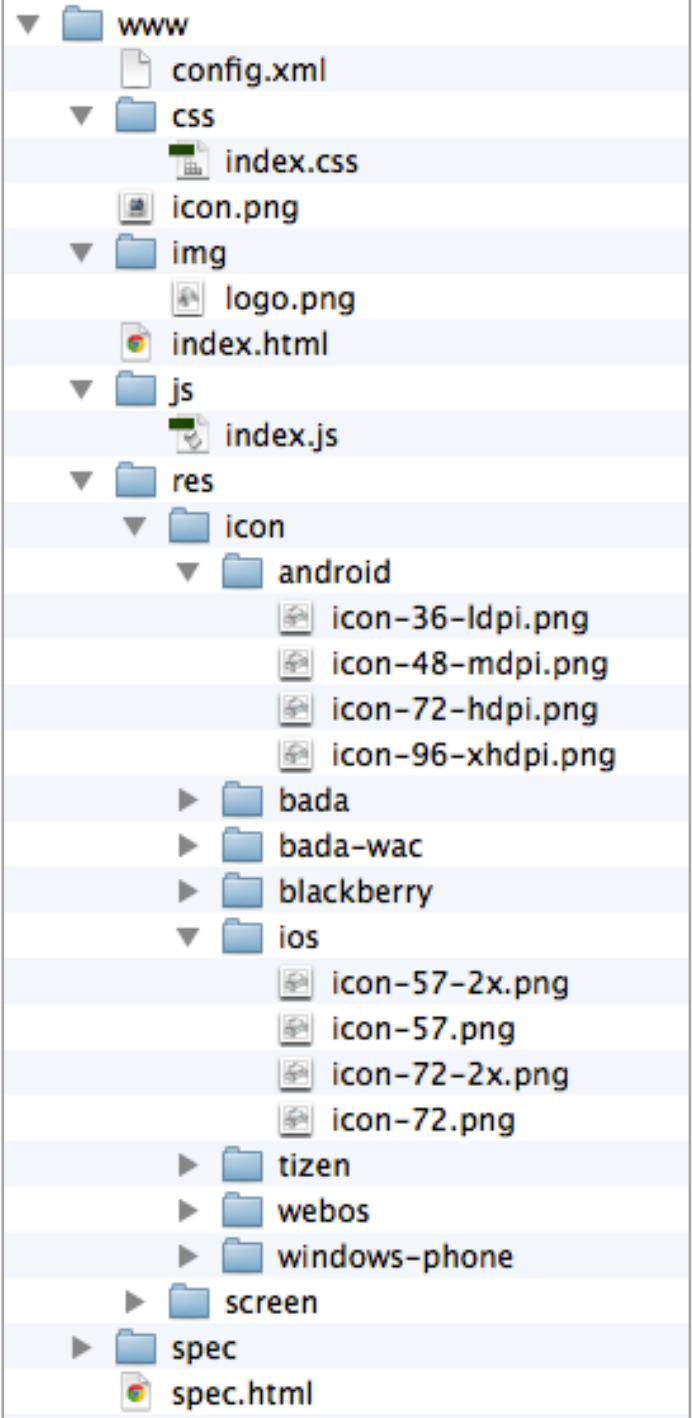 www
config.xml
css
index.css
icon.png
img
logo.png
index.html
js
index.js
res
icon
android
icon-36-ldpi.png
icon-48-mdpi.png
icon-72-hdpi.png
icon-96-xhdpi.png
bada
bada-wac
blackberry
ios
icon-57-2x.png
icon-57.png
icon-72-2x.png
icon-72.png
tizen
webos
windows-phone
screen
spec
spec.html